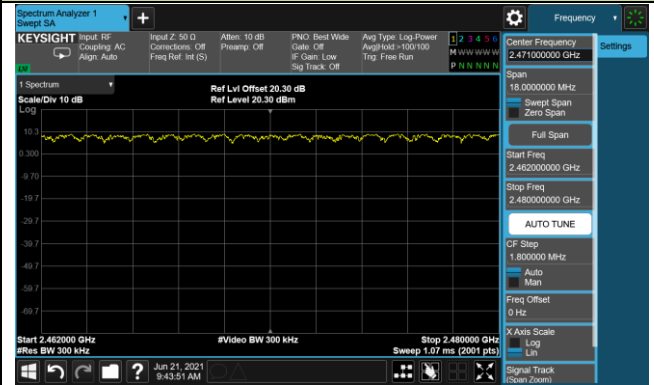 Spectrum Analyzer 1
Swept SA
Frequency
KEYSIGHT
Input: RF
Coupling: AC
Align: Auto
Input Z: 50 Ω
Corrections: Off
Freq Ref: Int (S)
Atten: 10 dB
Preamp: Off
PNO: Best Wide
Gate: Off
IF Gain: Low
Sig Track: Off
Avg Type: Log-Power
Avg|Hold:>100/100
Trig: Free Run
1 2 3 4 5 6
M W W W W W
P N N N N N
LXI
1 Spectrum
Scale/Div 10 dB
Ref Lvl Offset 20.30 dB
Ref Level 20.30 dBm
Log
10.3
0.300
-9.70
-19.7
-29.7
-39.7
-49.7
-59.7
-69.7
Start 2.462000 GHz
#Res BW 300 kHz
#Video BW 300 kHz
Stop 2.480000 GHz
Sweep 1.07 ms (2001 pts)
Jun 21, 2021
9:43:51 AM
Center Frequency
2.471000000 GHz
Span
18.0000000 MHz
Swept Span
Zero Span
Full Span
Start Freq
2.462000000 GHz
Stop Freq
2.480000000 GHz
AUTO TUNE
CF Step
1.800000 MHz
Auto
Man
Freq Offset
0 Hz
X Axis Scale
Log
Lin
Signal Track
(Span Zoom)
Settings